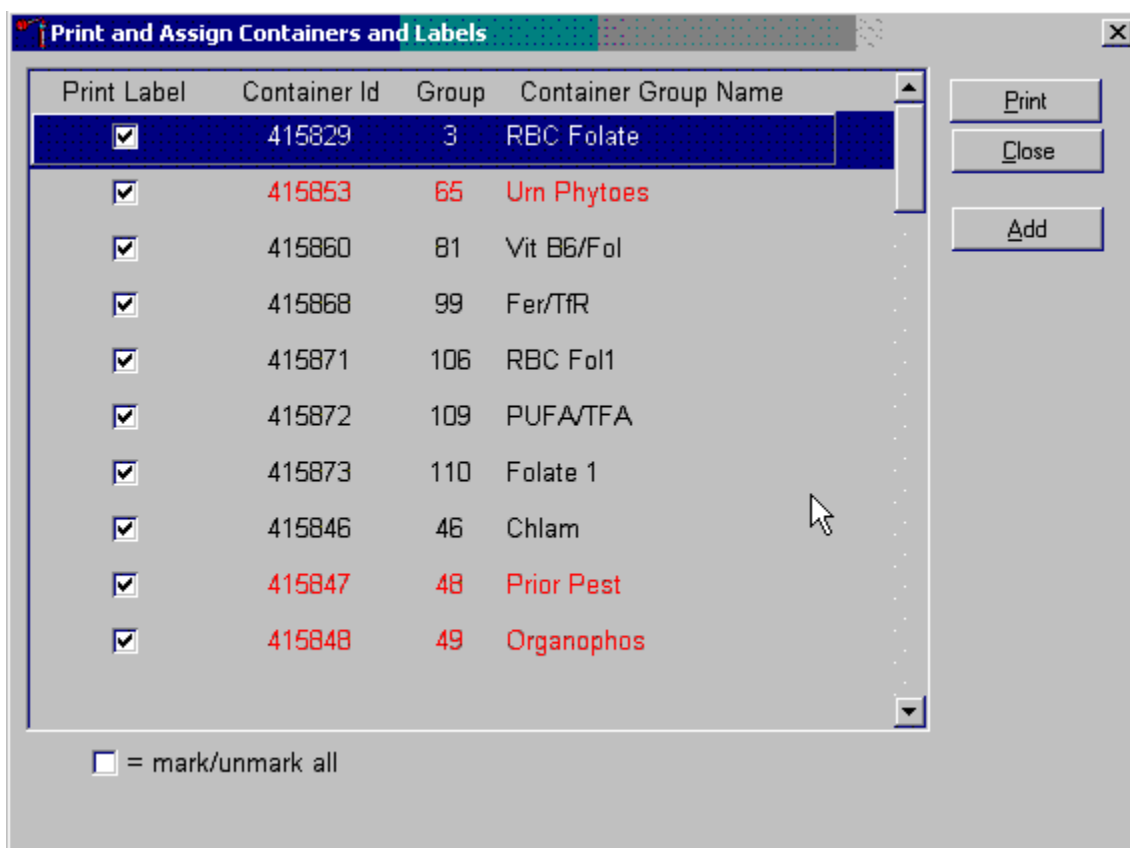 Print and Assign Containers and Labels
Print Label Container Id Group Container Group Name
415829 3 RBC Folate
415853 65 Urn Phytoes
415860 81 Vit B6/Fol
415868 99 Fer/TfR
415871 106 RBC Fol1
415872 109 PUFA/TFA
415873 110 Folate 1
415846 46 Chlam
415847 48 Prior Pest
415848 49 Organophos
= mark/unmark all
Print
Close
Add